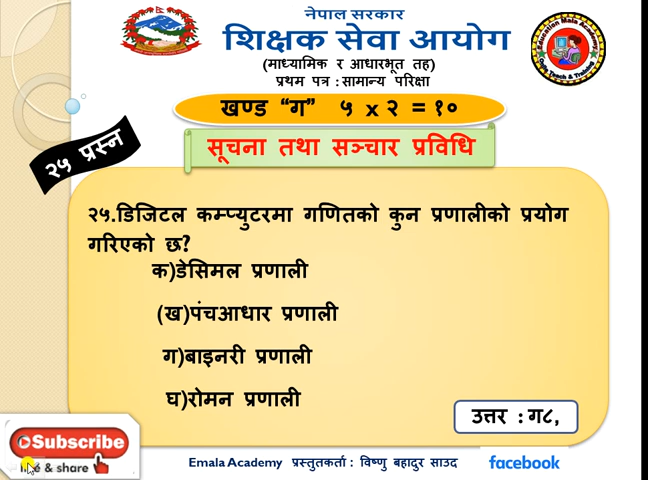 नेपाल सरकार
शिक्षक सेवा आयोग
(माध्यामिक र आधारभूत तह)
प्रथम पत्र : सामान्य परिक्षा
खण्ड “ग” ५ x २ = १०
२५ प्रस्न
सूचना तथा सञ्चार प्रविधि
२५.डिजिटल कम्प्युटरमा गणितको कुन प्रणालीको प्रयोग
गरिएको छ?
क)डेसिमल प्रणाली
(ख)पंचआधार प्रणाली
ग)बाइनरी प्रणाली
घ)रोमन प्रणाली
उत्तर : ग८,
Subscribe
like & share
Emala Academy प्रस्तुतकर्ता : विष्णु बहादुर साउद facebook